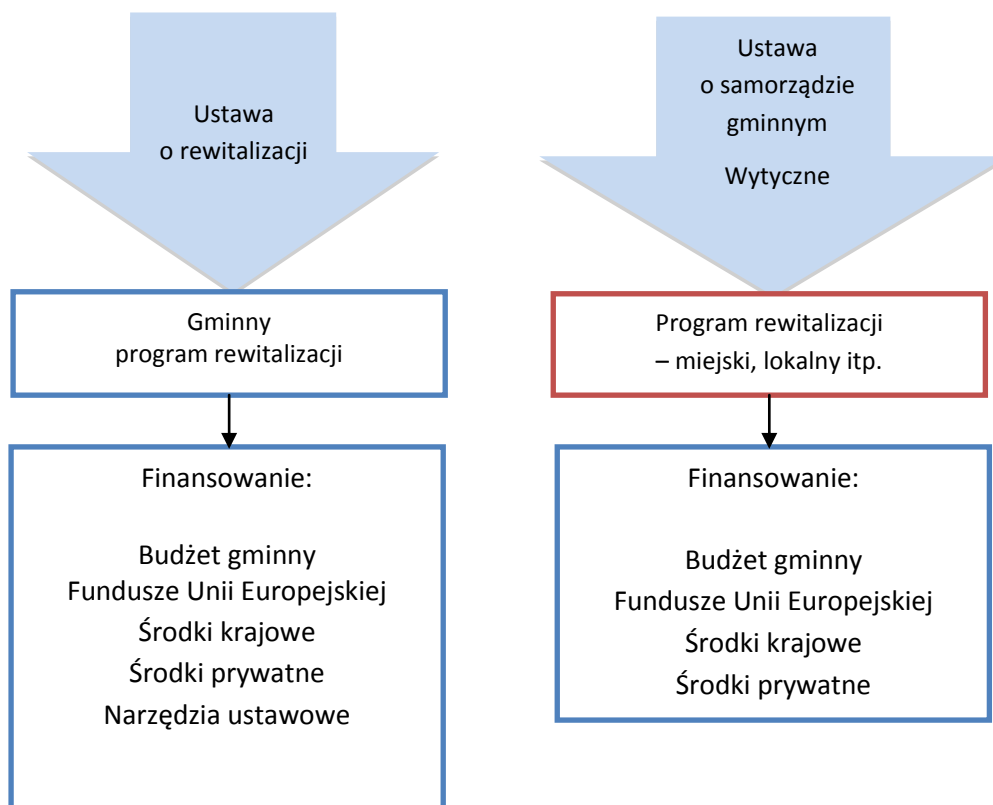 Ustawa
o rewitalizacji
Gminny
program rewitalizacji
Finansowanie:
Budżet gminny
Fundusze Unii Europejskiej
Środki krajowe
Środki prywatne
Narzędzia ustawowe
Ustawa
o samorządzie
gminnym
Wytyczne
Program rewitalizacji
– miejski, lokalny itp.
Finansowanie:
Budżet gminny
Fundusze Unii Europejskiej
Środki krajowe
Środki prywatne